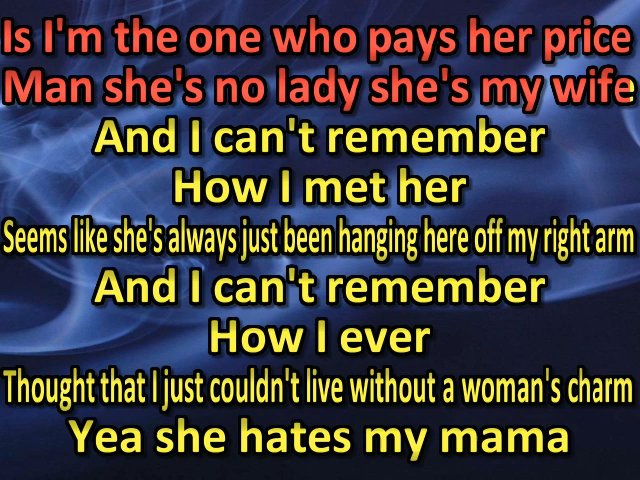 Is I'm the one who pays her price
Man she's no lady she's my wife
And I can't remember
How I met her
Seems like she's always just been hanging here off my right arm
And I can't remember
How I ever
Thought that I just couldn't live without a woman's charm
Yea she hates my mama